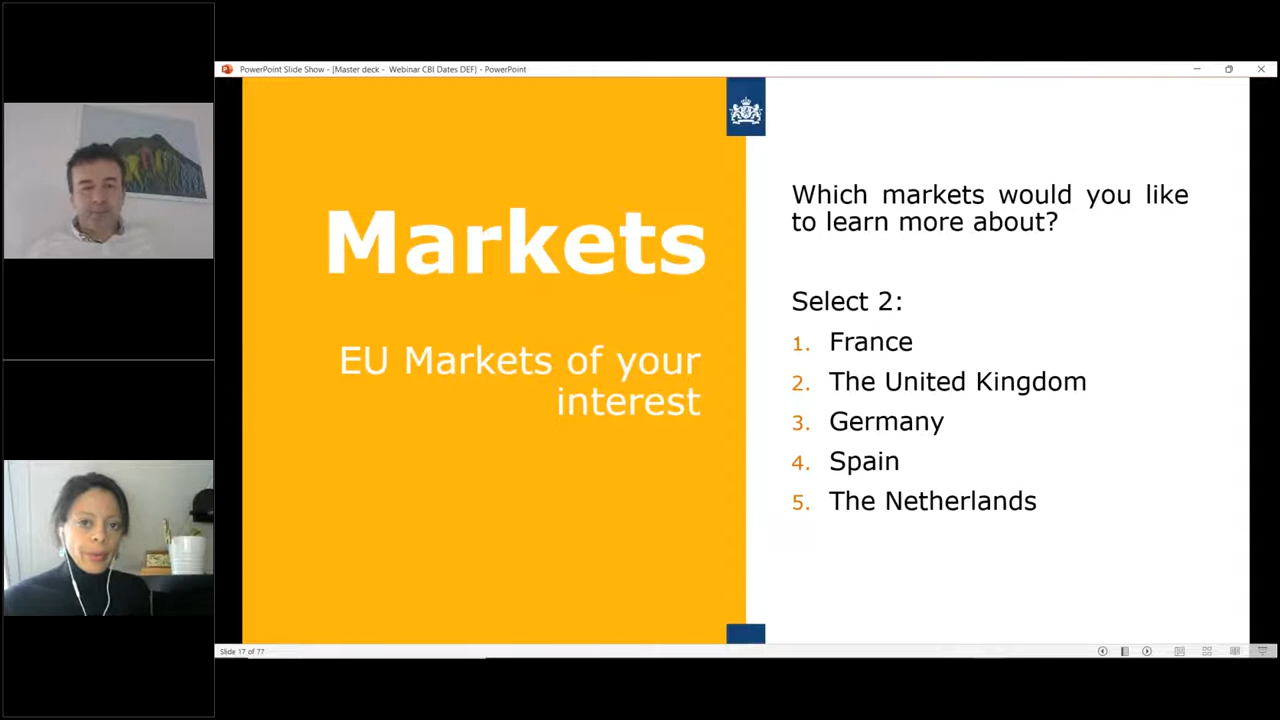 PowerPoint Slide Show - [Master deck - Webinar CBI Dates DEF] - PowerPoint
Markets
EU Markets of your
interest
Which markets would you like
to learn more about?
Select 2:
1. France
2. The United Kingdom
3. Germany
4. Spain
5. The Netherlands
Slide 17 of 77